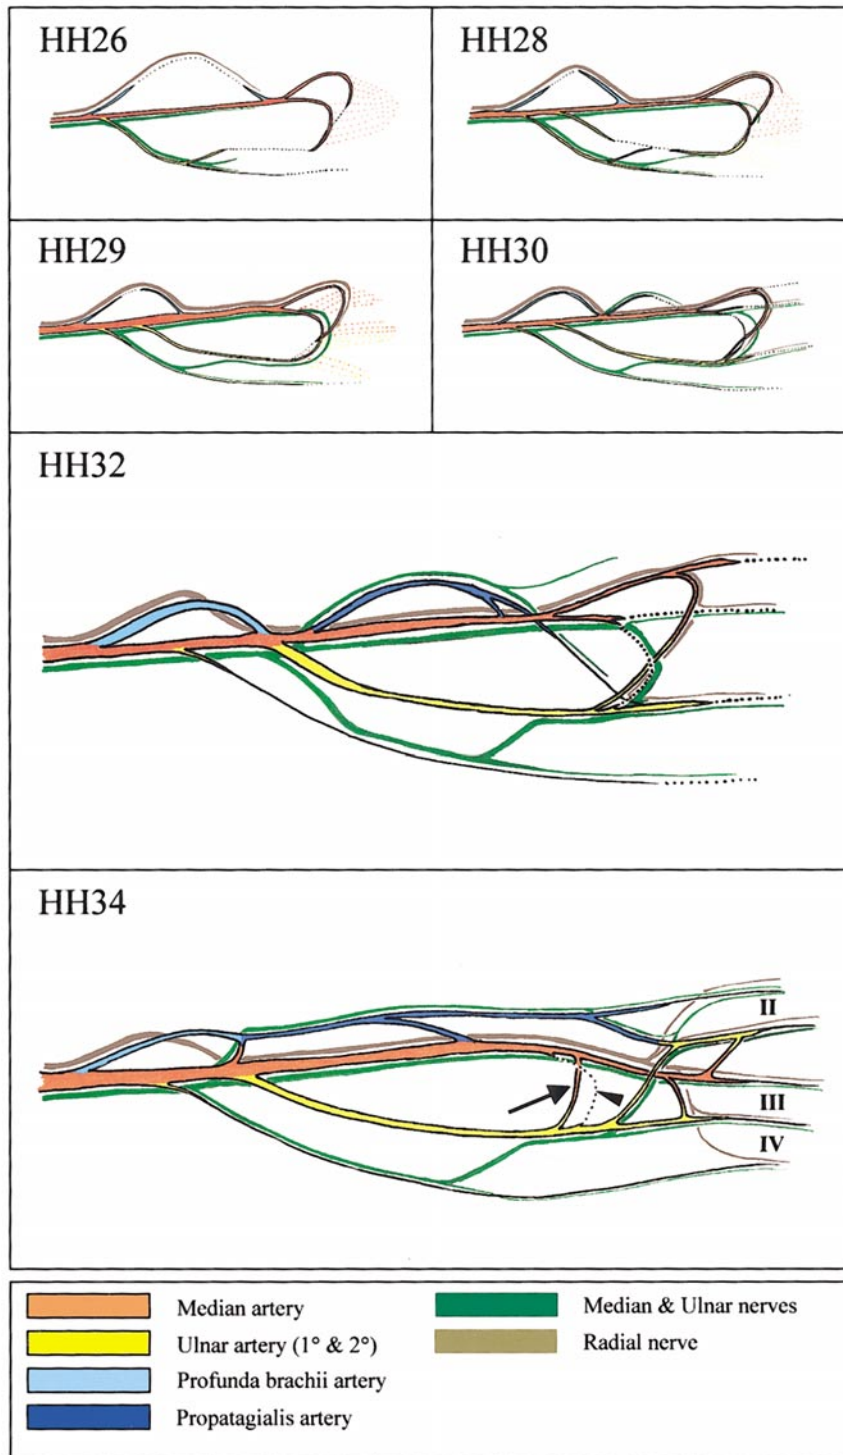 HH26
HH28
HH29
HH30
HH32
HH34
II
III
IV
Median artery
Ulnar artery (1° & 2°)
Profunda brachii artery
Propatagialis artery
Median & Ulnar nerves
Radial nerve